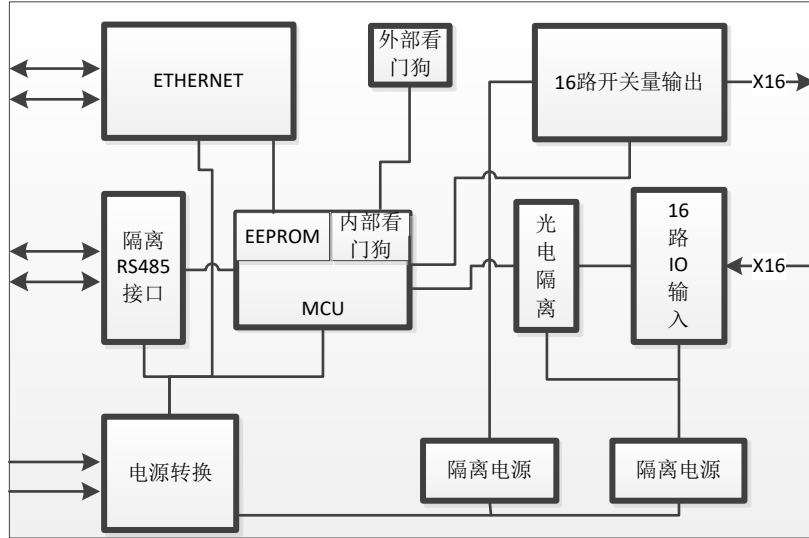 ETHERNET
外部看
门狗
16路开关量输出
X16
隔离
RS485
接口
EEPROM
内部看
门狗
MCU
光
电
隔
离
16
路
IO
输
入
X16
电源转换
隔离电源
隔离电源